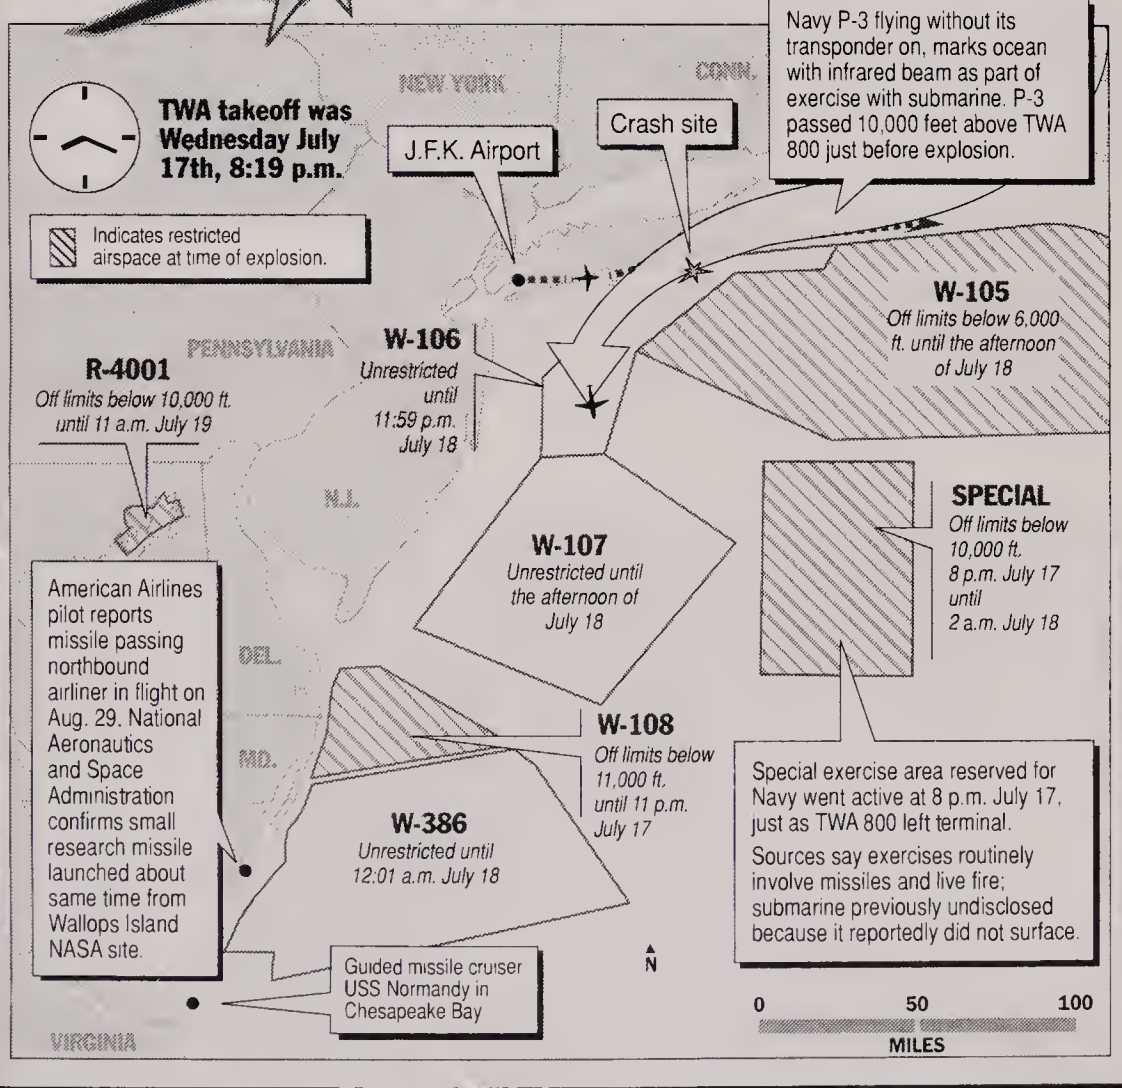 Navy P-3 flying without its
transponder on, marks ocean
with infrared beam as part of
exercise with submarine. P-3
passed 10,000 feet above TWA
800 just before explosion.
NEW YORK
CONN.
TWA takeoff was
Wednesday July
17th, 8:19 p.m.
J.F.K. Airport
Crash site
Indicates restricted
airspace at time of explosion.
W-105
Off limits below 6,000
ft. until the afternoon
of July 18
PENNSYLVANIA
W-106
Unrestricted
until
11:59 p.m.
July 18
R-4001
Off limits below 10,000 ft.
until 11 a.m. July 19
N.J.
W-107
Unrestricted until
the afternoon of
July 18
SPECIAL
Off limits below
10,000 ft.
8 p.m. July 17
until
2 a.m. July 18
American Airlines
pilot reports
missile passing
northbound
airliner in flight on
Aug. 29. National
Aeronautics
and Space
Administration
confirms small
research missile
launched about
same time from
Wallops Island
NASA site.
DEL.
MD.
W-108
Off limits below
11,000 ft.
until 11 p.m.
July 17
W-386
Unrestricted until
12:01 a.m. July 18
Special exercise area reserved for
Navy went active at 8 p.m. July 17,
just as TWA 800 left terminal.
Sources say exercises routinely
involve missiles and live fire;
submarine previously undisclosed
because it reportedly did not surface.
Guided missile cruiser
USS Normandy in
Chesapeake Bay
N
VIRGINIA
0 50 100
MILES